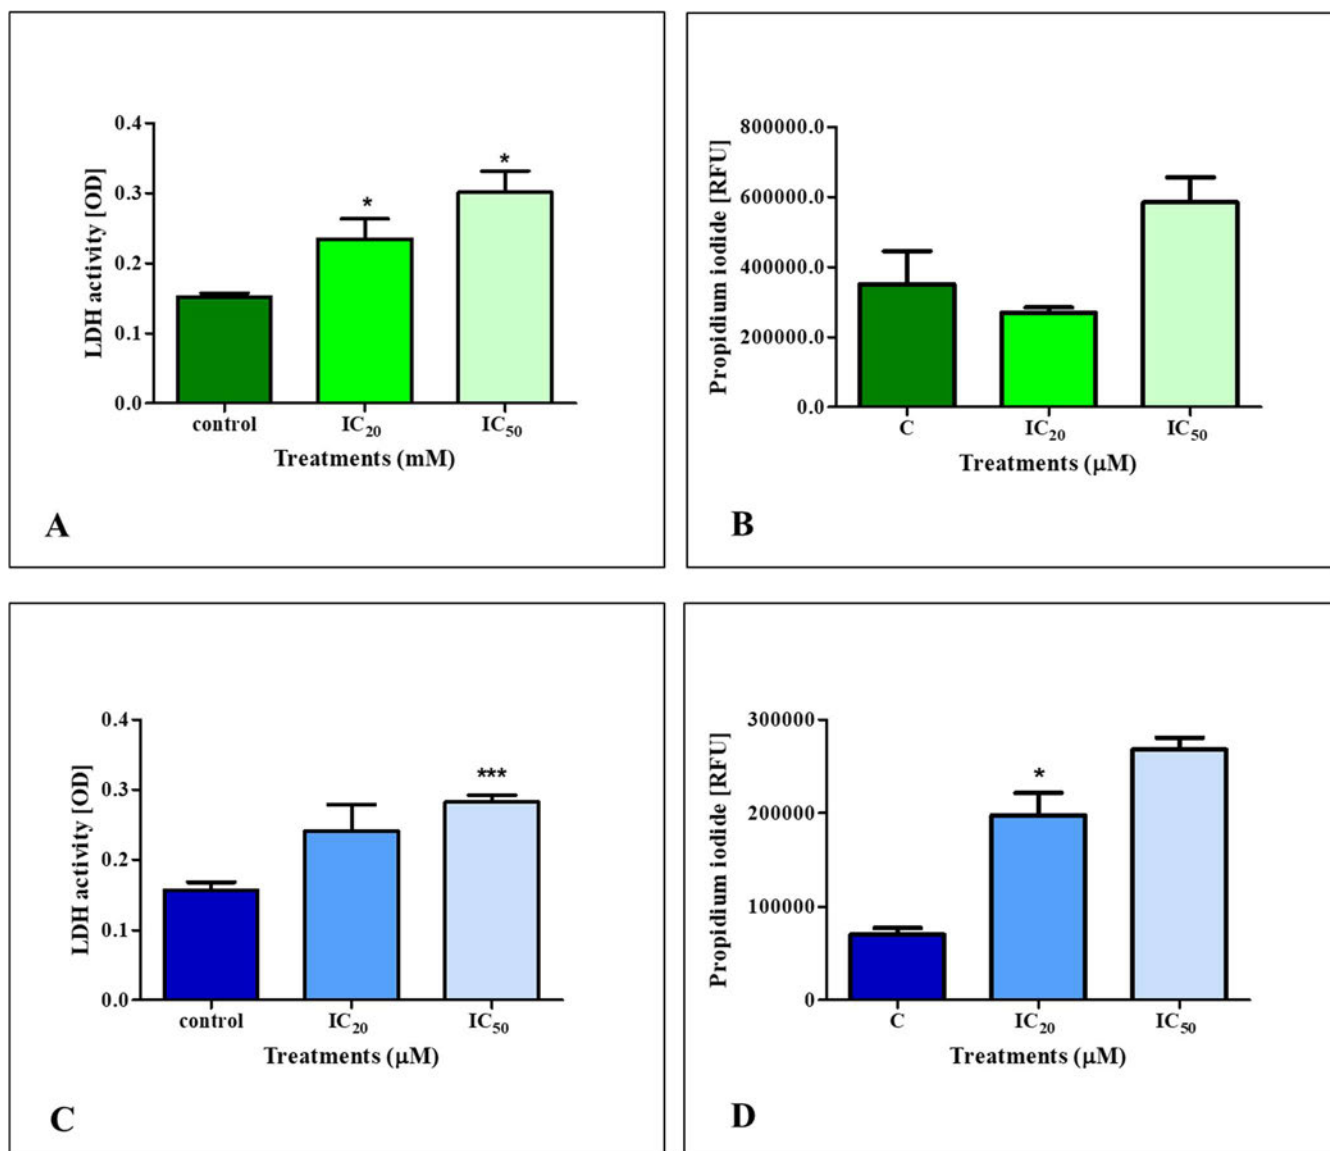 0.4
0.3
0.2
0.1
0.0
LDH activity [OD]
*
*
control IC₂₀ IC₅₀
Treatments (mM)
A
800000.0
600000.0
400000.0
200000.0
0.0
Propidium iodide [RFU]
C IC₂₀ IC₅₀
Treatments (μM)
B
0.4
0.3
0.2
0.1
0.0
LDH activity [OD]
***
control IC₂₀ IC₅₀
Treatments (μM)
C
300000
200000
100000
0
Propidium iodide [RFU]
*
C IC₂₀ IC₅₀
Treatments (μM)
D